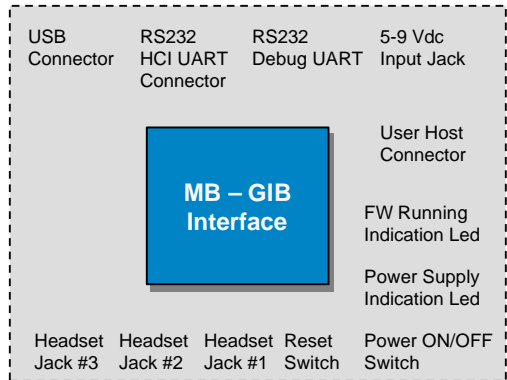 USB Connector
RS232 HCI UART Connector
RS232 Debug UART
5-9 Vdc Input Jack
User Host Connector
MB – GIB Interface
FW Running Indication Led
Power Supply Indication Led
Headset Jack #3
Headset Jack #2
Headset Jack #1
Reset Switch
Power ON/OFF Switch